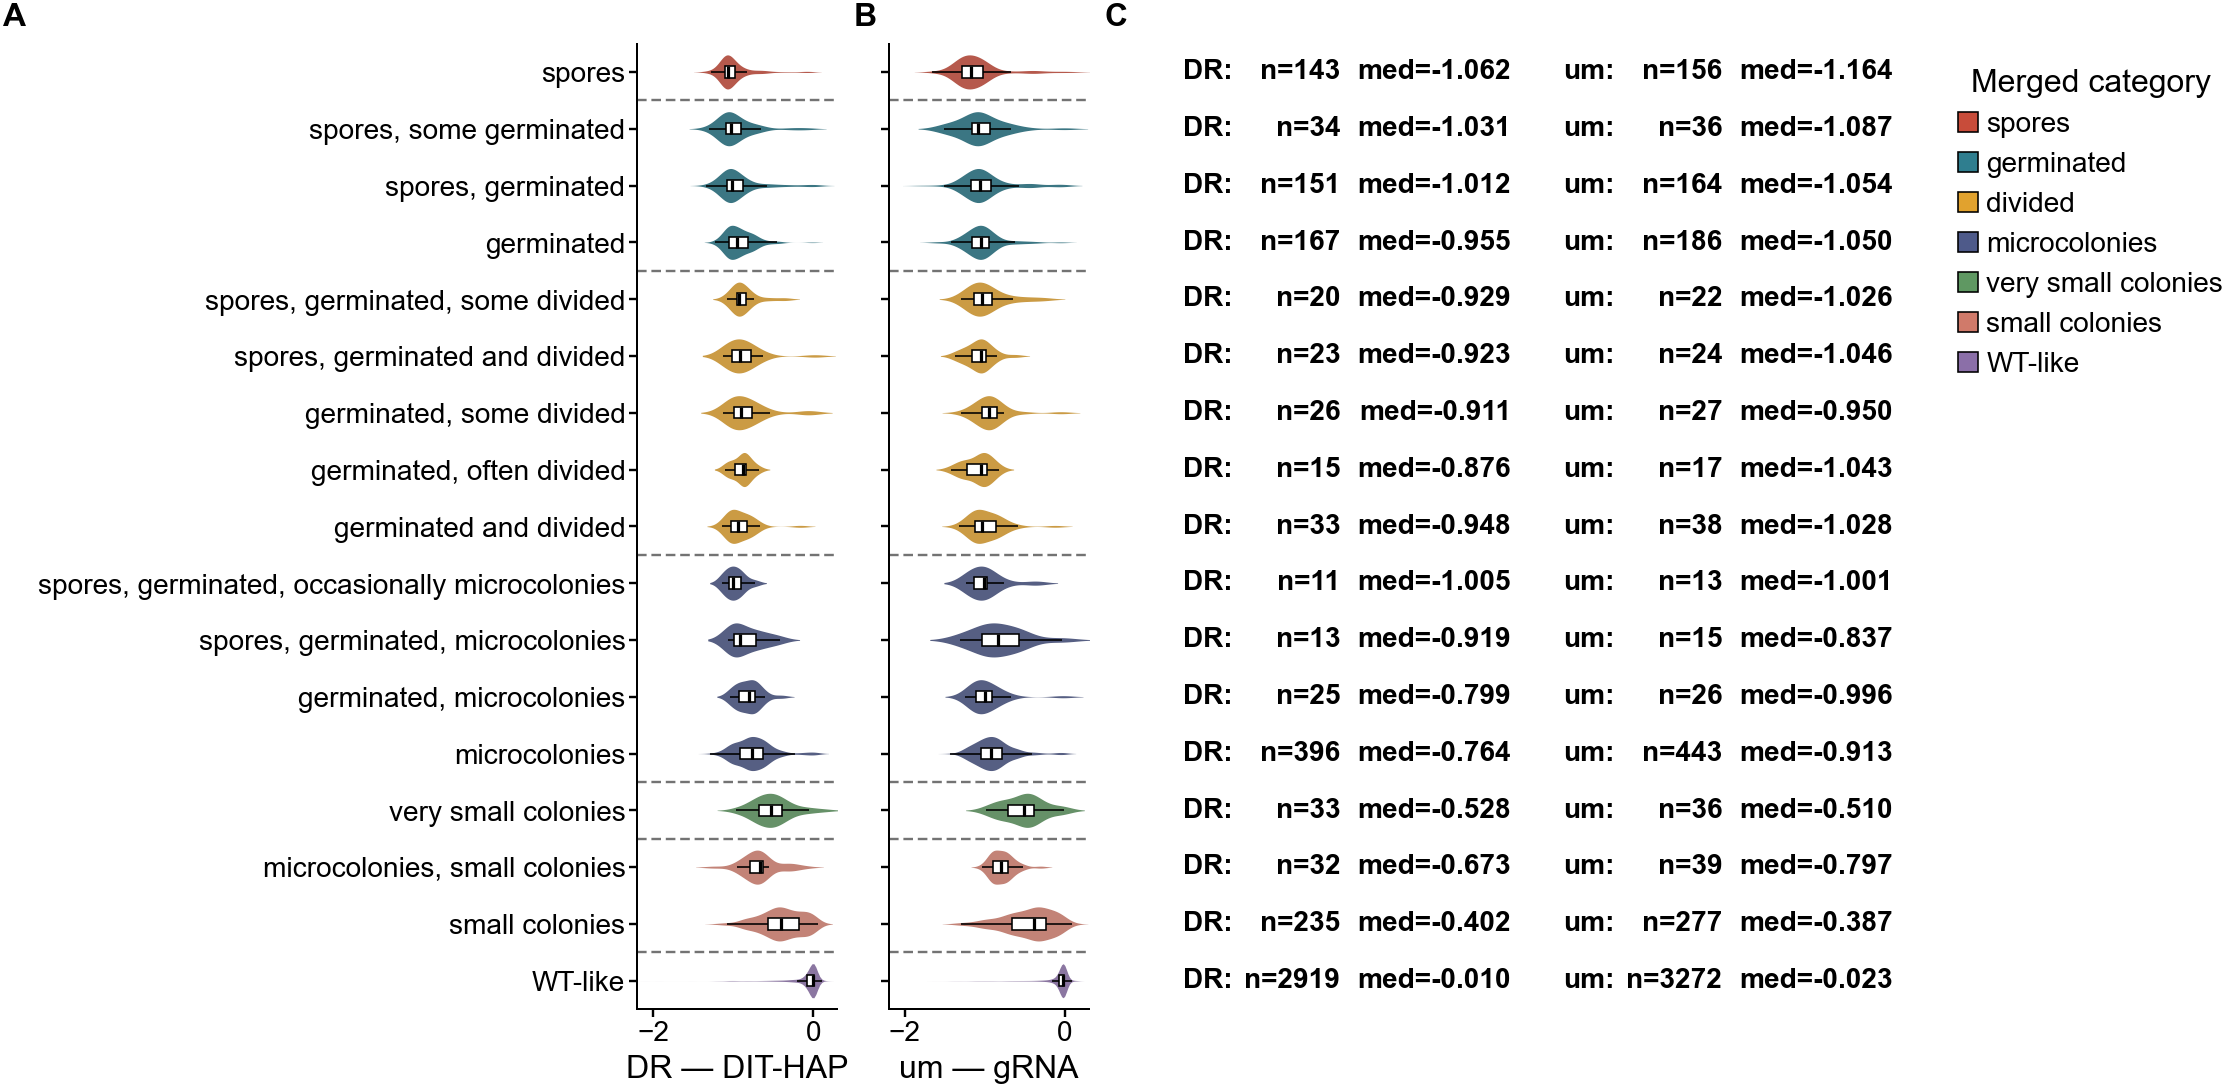 A
B
C
spores DR: n=143 med=-1.062 um: n=156 med=-1.164
spores, some germinated DR: n=34 med=-1.031 um: n=36 med=-1.087
spores, germinated DR: n=151 med=-1.012 um: n=164 med=-1.054
germinated DR: n=167 med=-0.955 um: n=186 med=-1.050
spores, germinated, some divided DR: n=20 med=-0.929 um: n=22 med=-1.026
spores, germinated and divided DR: n=23 med=-0.923 um: n=24 med=-1.046
germinated, some divided DR: n=26 med=-0.911 um: n=27 med=-0.950
germinated, often divided DR: n=15 med=-0.876 um: n=17 med=-1.043
germinated and divided DR: n=33 med=-0.948 um: n=38 med=-1.028
spores, germinated, occasionally microcolonies DR: n=11 med=-1.005 um: n=13 med=-1.001
spores, germinated, microcolonies DR: n=13 med=-0.919 um: n=15 med=-0.837
germinated, microcolonies DR: n=25 med=-0.799 um: n=26 med=-0.996
microcolonies DR: n=396 med=-0.764 um: n=443 med=-0.913
very small colonies DR: n=33 med=-0.528 um: n=36 med=-0.510
microcolonies, small colonies DR: n=32 med=-0.673 um: n=39 med=-0.797
small colonies DR: n=235 med=-0.402 um: n=277 med=-0.387
WT-like DR: n=2919 med=-0.010 um: n=3272 med=-0.023
−2 0 −2 0
DR — DIT-HAP
um — gRNA
Merged category
spores
germinated
divided
microcolonies
very small colonies
small colonies
WT-like